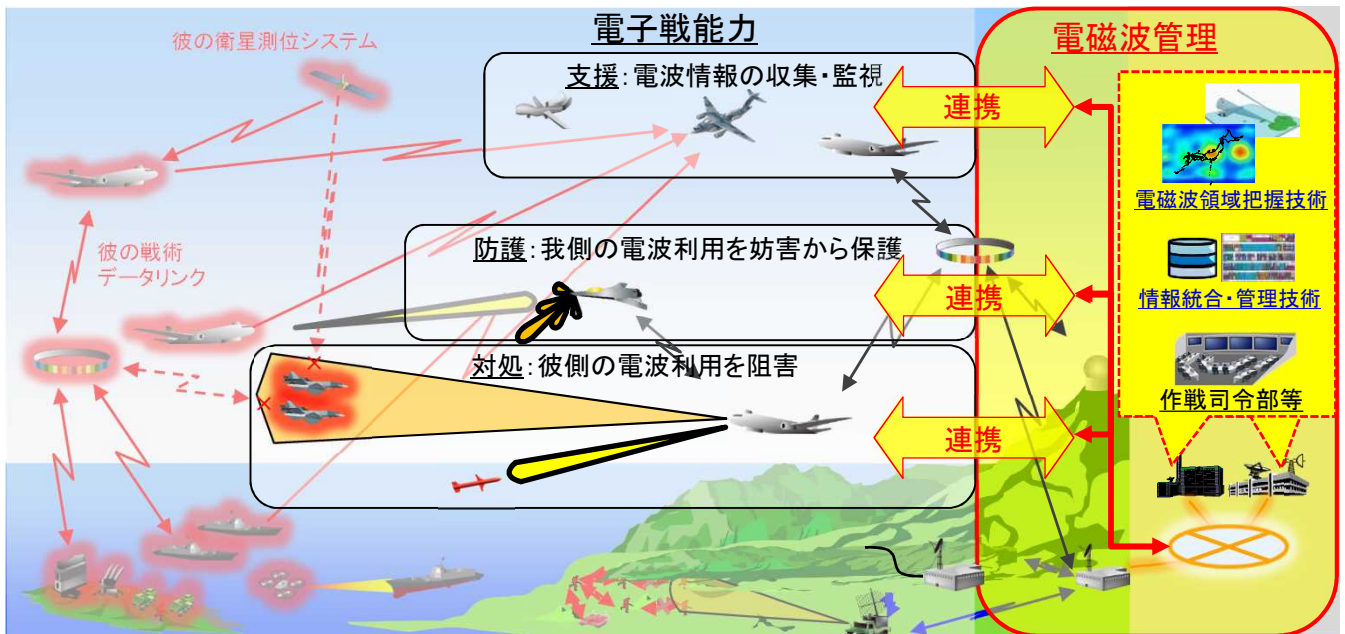 電子戦能力
電磁波管理
彼の衛星測位システム
支援：電波情報の収集・監視
連携
電磁波領域把握技術
彼の戦術
データリンク
防護：我側の電波利用を妨害から保護
連携
情報統合・管理技術
対処：彼側の電波利用を阻害
作戦司令部等
連携